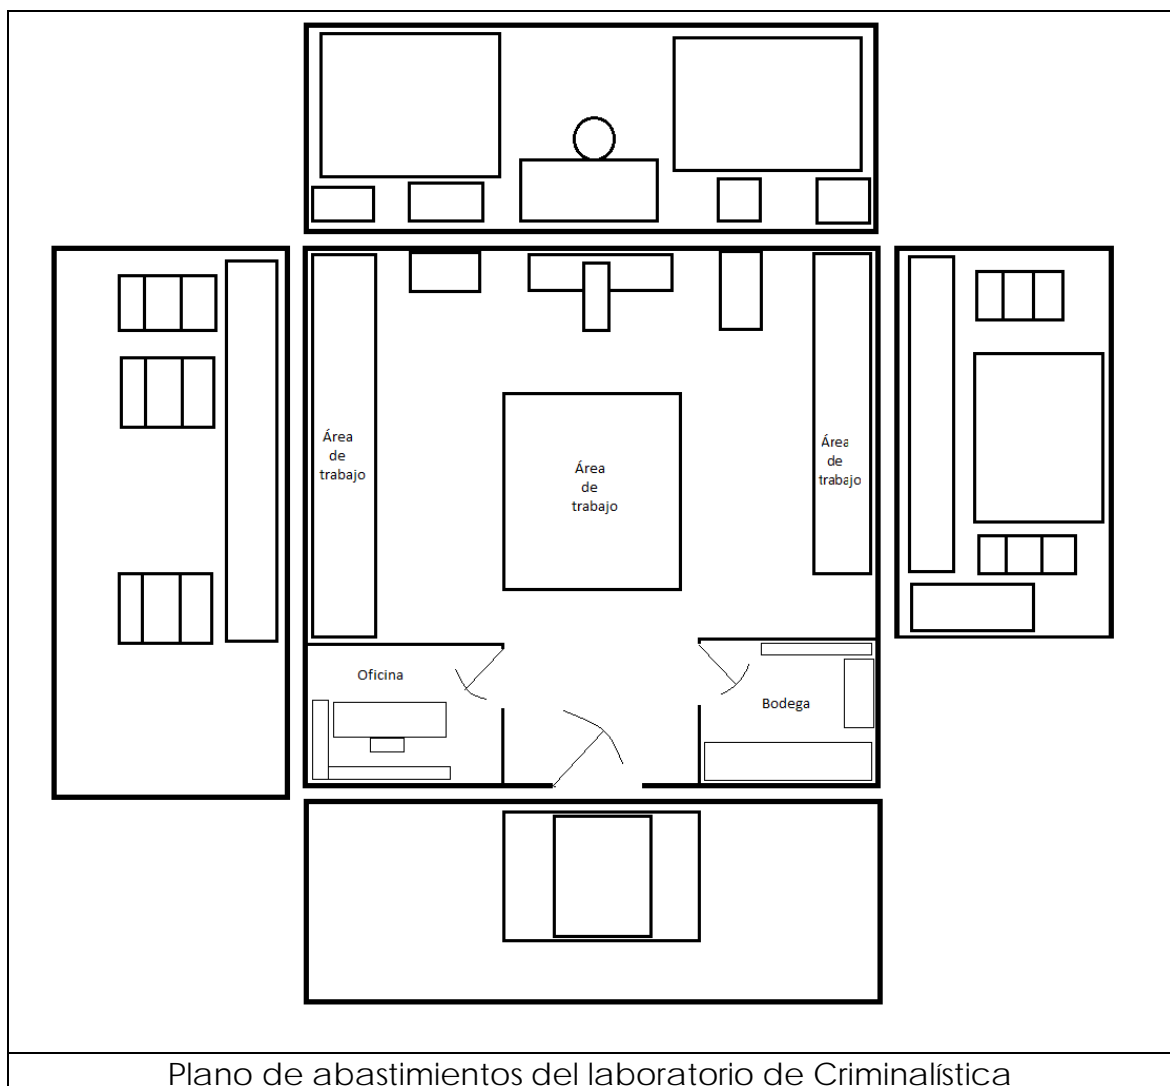 Área
de
trabajo
Área
de
trabajo
Área
de
trabajo
Oficina
Bodega
Plano de abastimientos del laboratorio de Criminalística